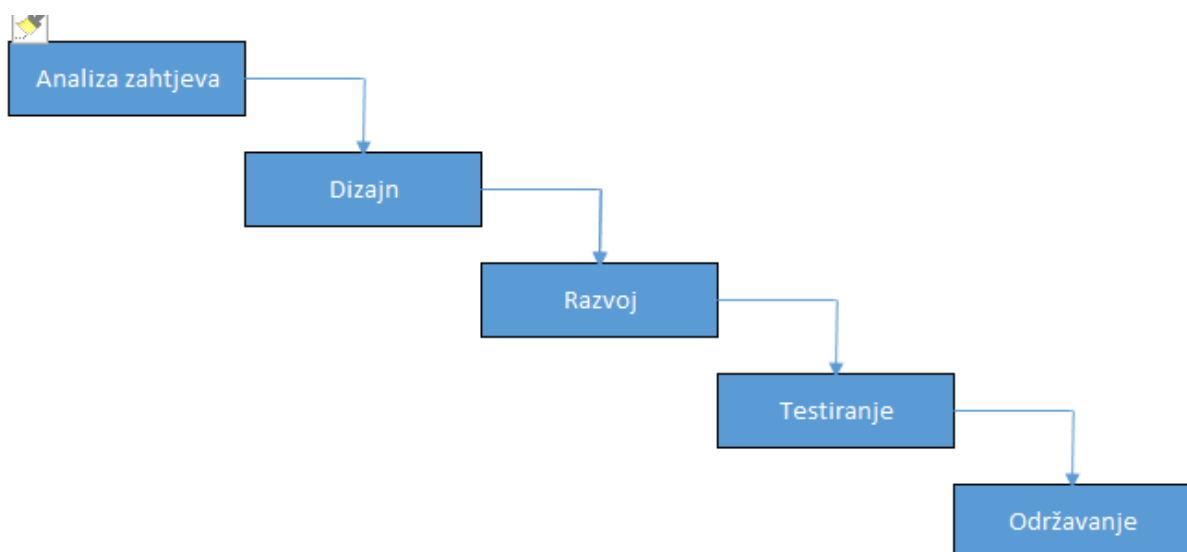 Analiza zahtjeva
Dizajn
Razvoj
Testiranje
Održavanje